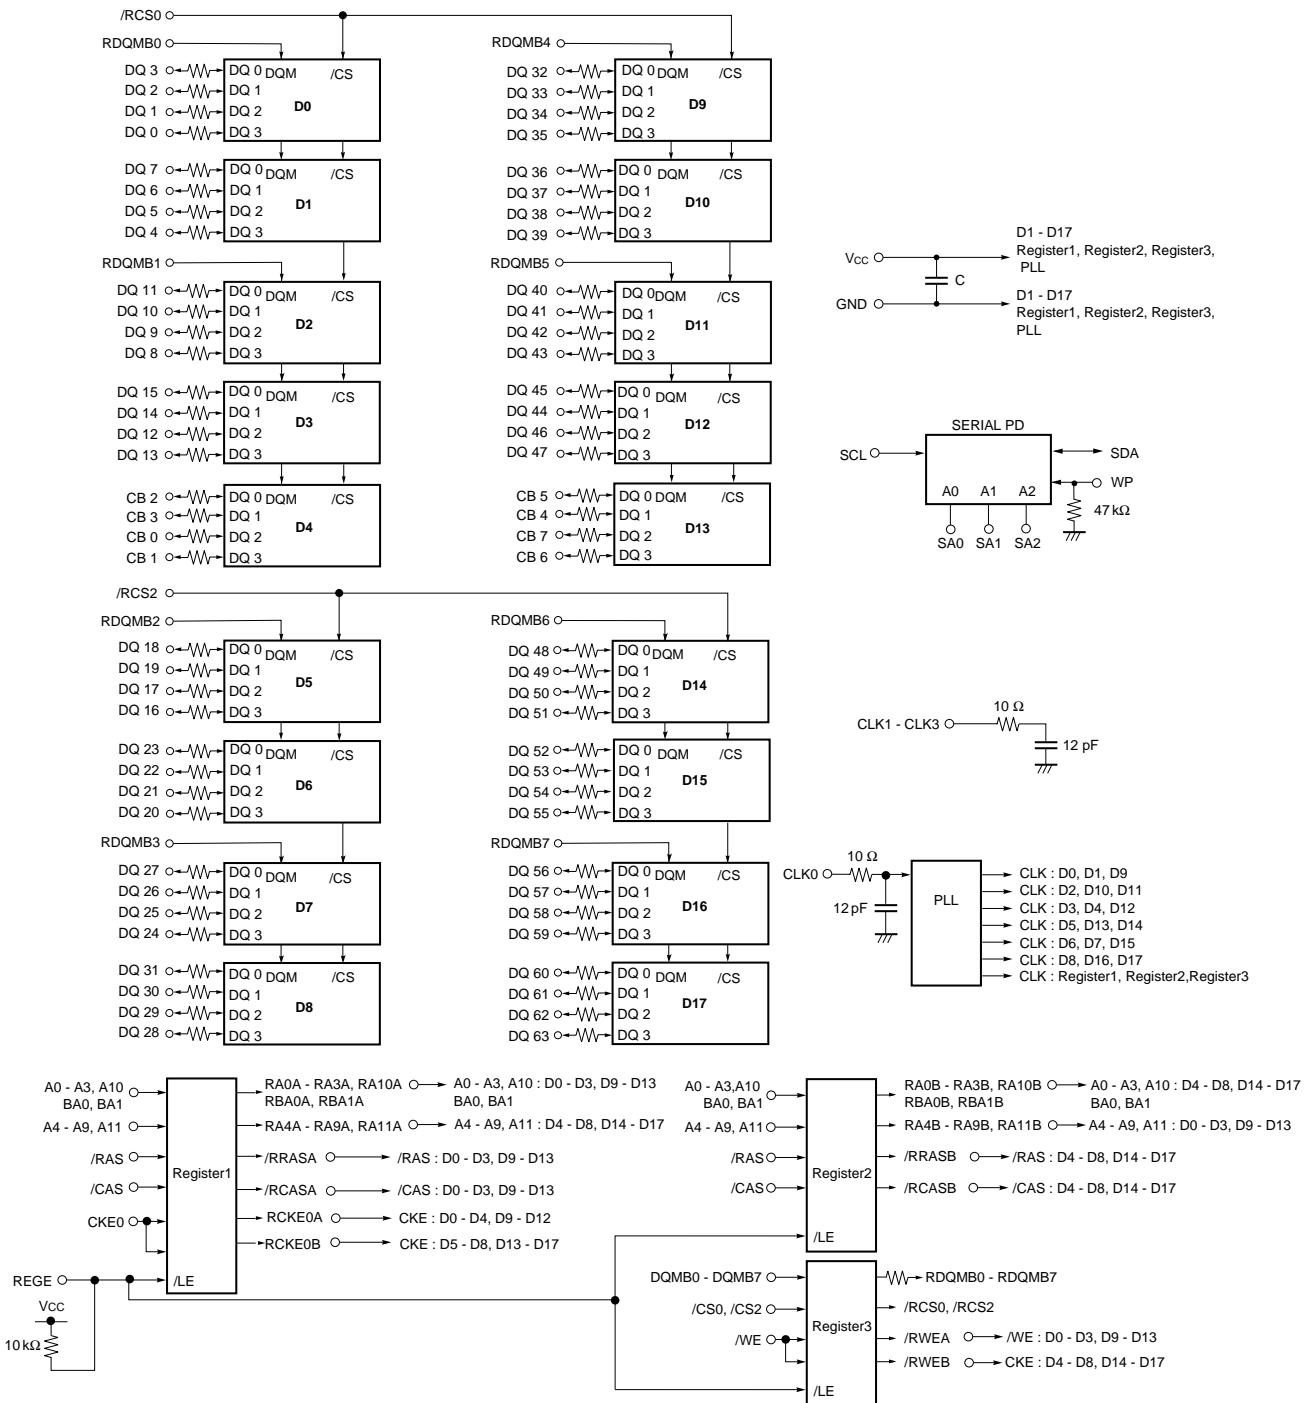 /RCS0
RDQMB0
DQ 3 DQ 0 DQM /CS
DQ 2 DQ 1
D0
DQ 1 DQ 2
DQ 0 DQ 3
DQ 7 DQ 0 DQM /CS
DQ 6 DQ 1
D1
DQ 5 DQ 2
DQ 4 DQ 3
RDQMB1
DQ 11 DQ 0 DQM /CS
DQ 10 DQ 1
D2
DQ 9 DQ 2
DQ 8 DQ 3
DQ 15 DQ 0 DQM /CS
DQ 14 DQ 1
D3
DQ 12 DQ 2
DQ 13 DQ 3
CB 2 DQ 0 DQM /CS
CB 3 DQ 1
D4
CB 0 DQ 2
CB 1 DQ 3
RDQMB4
DQ 32 DQ 0 DQM /CS
DQ 33 DQ 1
D9
DQ 34 DQ 2
DQ 35 DQ 3
DQ 36 DQ 0 DQM /CS
DQ 37 DQ 1
D10
DQ 38 DQ 2
DQ 39 DQ 3
RDQMB5
DQ 40 DQ 0 DQM /CS
DQ 41 DQ 1
D11
DQ 42 DQ 2
DQ 43 DQ 3
DQ 45 DQ 0 DQM /CS
DQ 44 DQ 1
D12
DQ 46 DQ 2
DQ 47 DQ 3
CB 5 DQ 0 DQM /CS
CB 4 DQ 1
D13
CB 7 DQ 2
CB 6 DQ 3
VCC
D1 - D17
Register1, Register2, Register3,
PLL
C
GND
D1 - D17
Register1, Register2, Register3,
PLL
SERIAL PD
SCL
SDA
WP
A0 A1 A2
47 kΩ
SA0 SA1 SA2
/RCS2
RDQMB2
DQ 18 DQ 0 DQM /CS
DQ 19 DQ 1
D5
DQ 17 DQ 2
DQ 16 DQ 3
DQ 23 DQ 0 DQM /CS
DQ 22 DQ 1
D6
DQ 21 DQ 2
DQ 20 DQ 3
RDQMB3
DQ 27 DQ 0 DQM /CS
DQ 26 DQ 1
D7
DQ 25 DQ 2
DQ 24 DQ 3
DQ 31 DQ 0 DQM /CS
DQ 30 DQ 1
D8
DQ 29 DQ 2
DQ 28 DQ 3
RDQMB6
DQ 48 DQ 0 DQM /CS
DQ 49 DQ 1
D14
DQ 50 DQ 2
DQ 51 DQ 3
DQ 52 DQ 0 DQM /CS
DQ 53 DQ 1
D15
DQ 54 DQ 2
DQ 55 DQ 3
RDQMB7
DQ 56 DQ 0 DQM /CS
DQ 57 DQ 1
D16
DQ 58 DQ 2
DQ 59 DQ 3
DQ 60 DQ 0 DQM /CS
DQ 61 DQ 1
D17
DQ 62 DQ 2
DQ 63 DQ 3
10 Ω
CLK1 - CLK3
12 pF
10 Ω
CLK0
12 pF
PLL
CLK : D0, D1, D9
CLK : D2, D10, D11
CLK : D3, D4, D12
CLK : D5, D13, D14
CLK : D6, D7, D15
CLK : D8, D16, D17
CLK : Register1, Register2,Register3
A0 - A3, A10
BA0, BA1
A4 - A9, A11
/RAS
/CAS
CKE0
REGE
VCC
10 kΩ
Register1
/LE
RA0A - RA3A, RA10A A0 - A3, A10 : D0 - D3, D9 - D13
RBA0A, RBA1A BA0, BA1
RA4A - RA9A, RA11A A4 - A9, A11 : D4 - D8, D14 - D17
/RRASA /RAS : D0 - D3, D9 - D13
/RCASA /CAS : D0 - D3, D9 - D13
RCKE0A CKE : D0 - D4, D9 - D12
RCKE0B CKE : D5 - D8, D13 - D17
A0 - A3,A10
BA0, BA1
A4 - A9, A11
/RAS
/CAS
Register2
/LE
RA0B - RA3B, RA10B A0 - A3, A10 : D4 - D8, D14 - D17
RBA0B, RBA1B BA0, BA1
RA4B - RA9B, RA11B A4 - A9, A11 : D0 - D3, D9 - D13
/RRASB /RAS : D4 - D8, D14 - D17
/RCASB /CAS : D4 - D8, D14 - D17
DQMB0 - DQMB7
/CS0, /CS2
/WE
Register3
/LE
RDQMB0 - RDQMB7
/RCS0, /RCS2
/RWEA /WE : D0 - D3, D9 - D13
/RWEB CKE : D4 - D8, D14 - D17